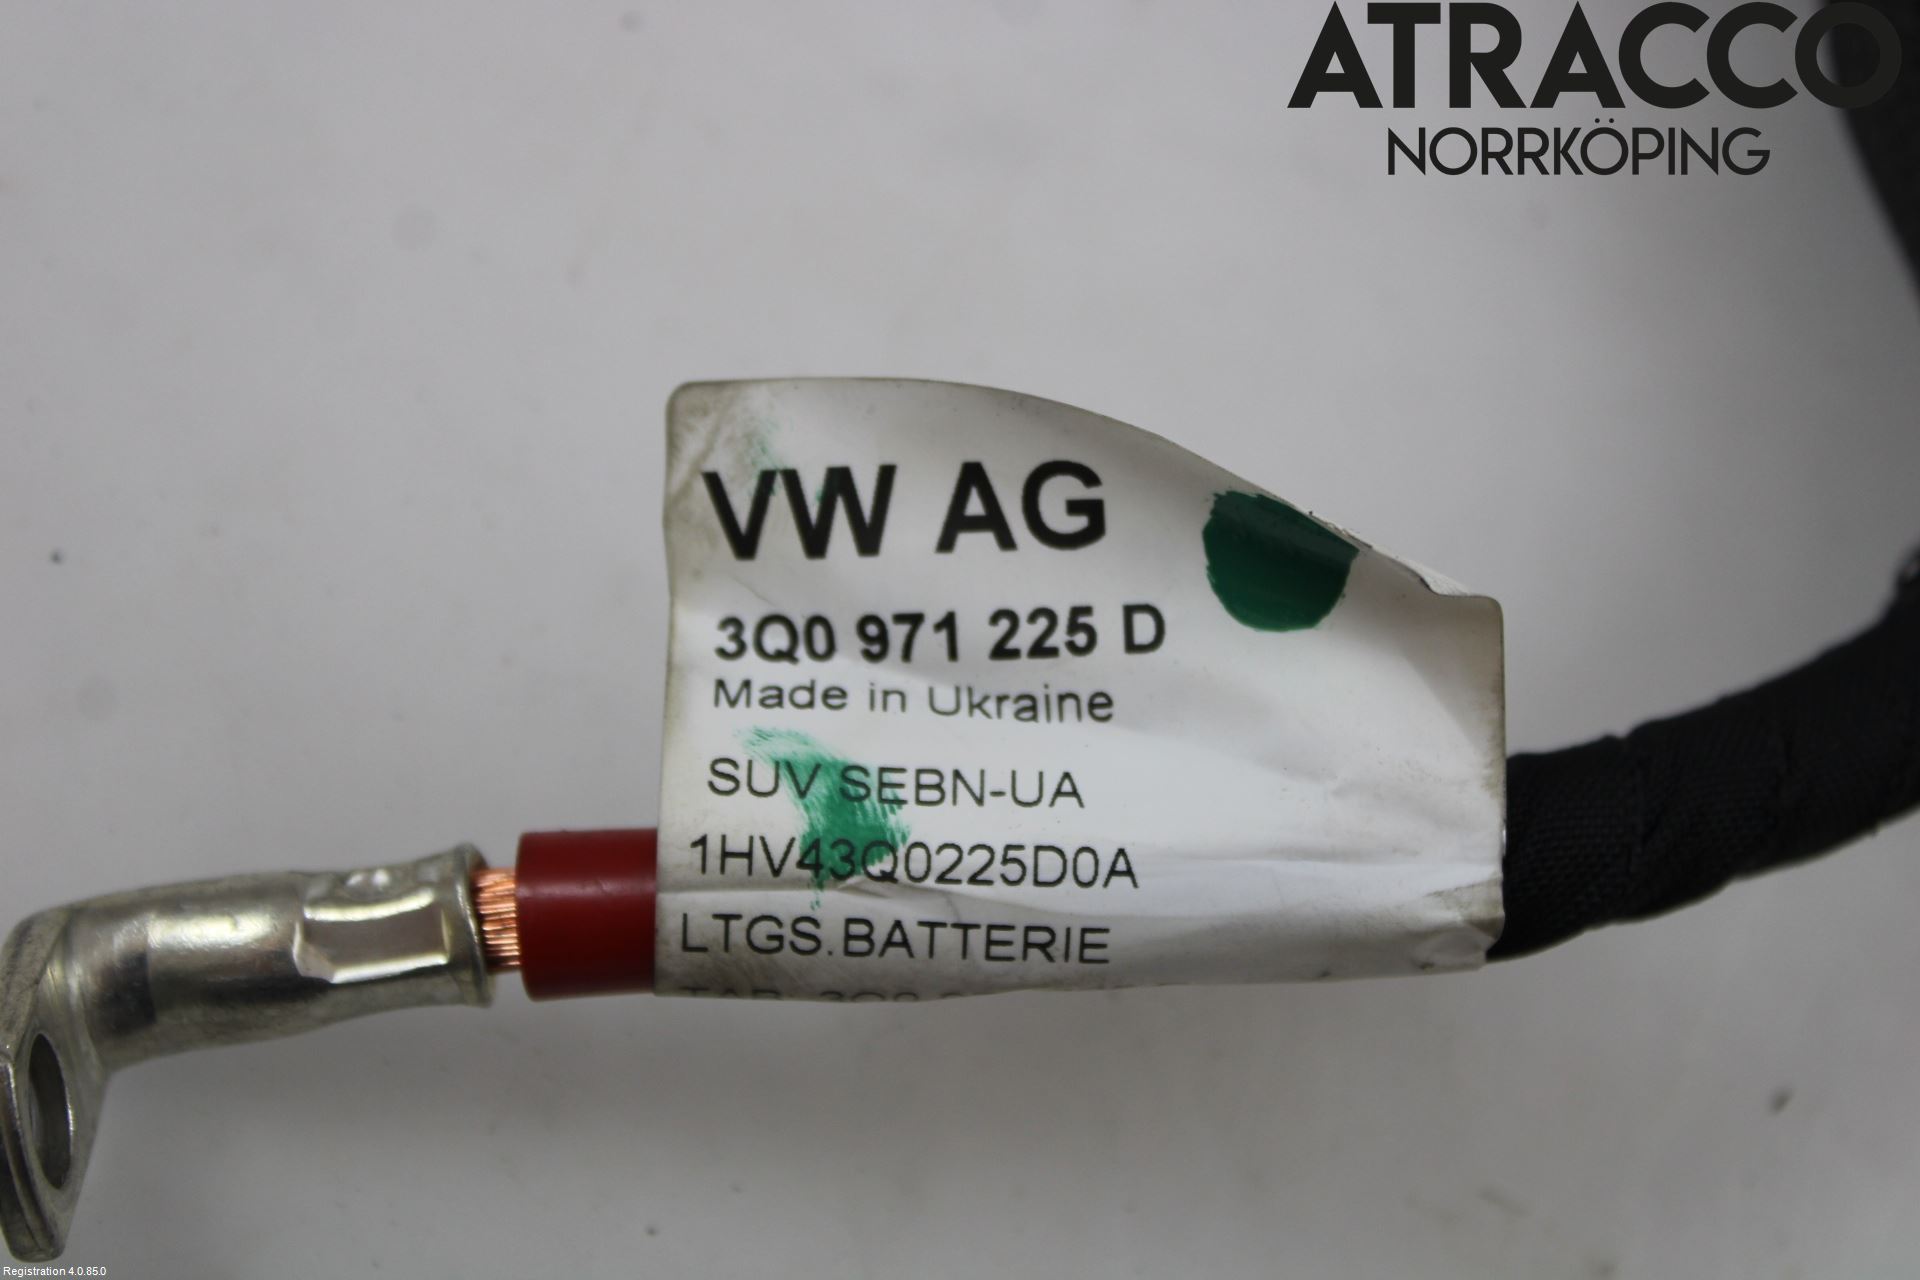 ATRACCO
NORRKÖPING
VW AG
3Q0 971 225 D
Made in Ukraine
SUV SEBN-UA
1HV43Q0225D0A
LTGS.BATTERIE
Registration 4.0.85.0